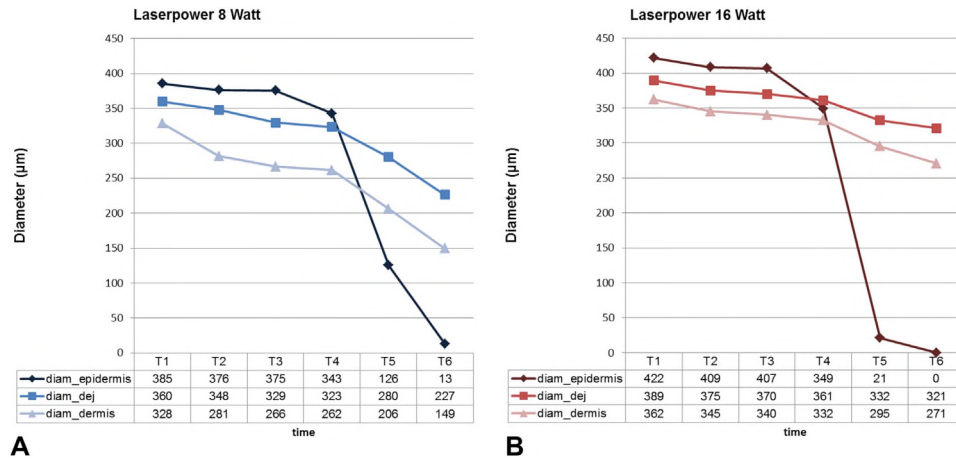 Laserpower 8 Watt
450
400
350
300
250
200
150
100
50
0
Diameter (µm)
T1 T2 T3 T4 T5 T6
diam_epidermis 385 376 375 343 126 13
diam_dej 360 348 329 323 280 227
diam_dermis 328 281 266 262 206 149
time
A
Laserpower 16 Watt
450
400
350
300
250
200
150
100
50
0
Diameter (µm)
T1 T2 T3 T4 T5 T6
diam_epidermis 422 409 407 349 21 0
diam_dej 389 375 370 361 332 321
diam_dermis 362 345 340 332 295 271
time
B